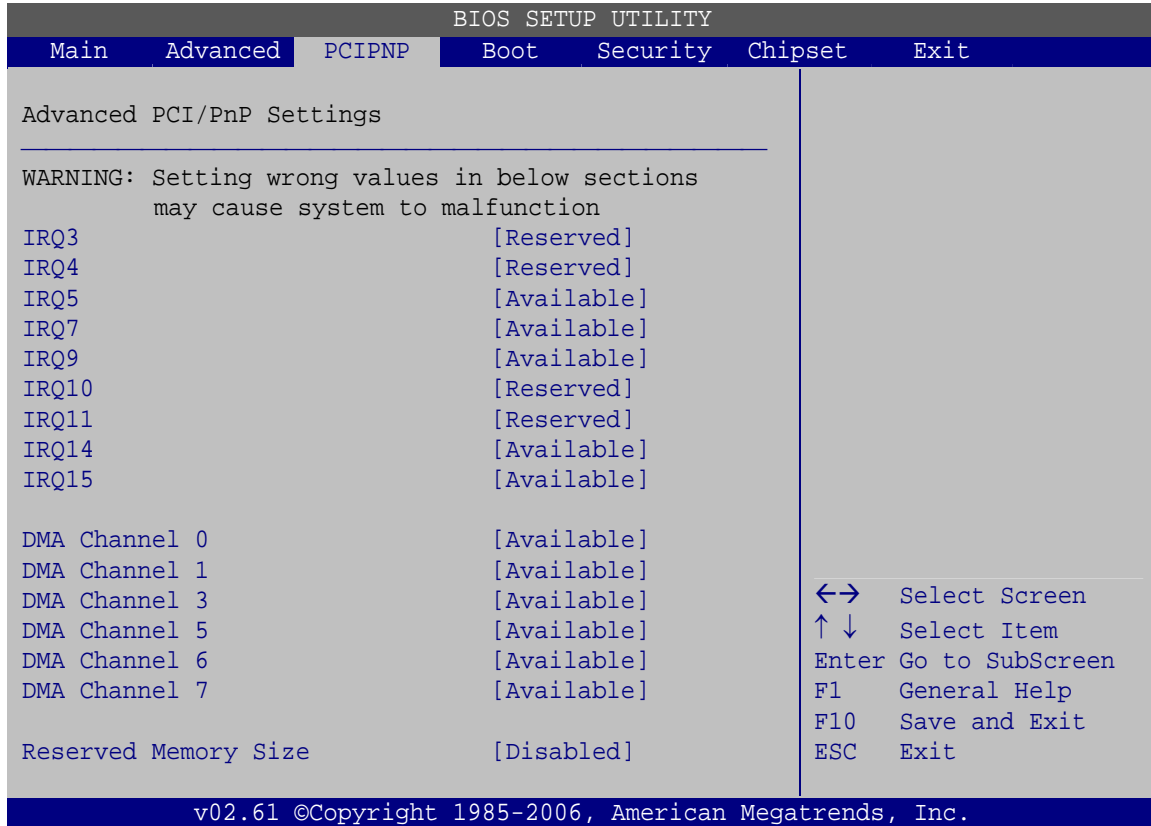 BIOS SETUP UTILITY
Main Advanced PCIPNP Boot Security Chipset Exit
Advanced PCI/PnP Settings
WARNING: Setting wrong values in below sections
may cause system to malfunction
IRQ3 [Reserved]
IRQ4 [Reserved]
IRQ5 [Available]
IRQ7 [Available]
IRQ9 [Available]
IRQ10 [Reserved]
IRQ11 [Reserved]
IRQ14 [Available]
IRQ15 [Available]
DMA Channel 0 [Available]
DMA Channel 1 [Available]
DMA Channel 3 [Available]
DMA Channel 5 [Available]
DMA Channel 6 [Available]
DMA Channel 7 [Available]
Reserved Memory Size [Disabled]
←→ Select Screen
↑ ↓ Select Item
Enter Go to SubScreen
F1 General Help
F10 Save and Exit
ESC Exit
v02.61 ©Copyright 1985-2006, American Megatrends, Inc.